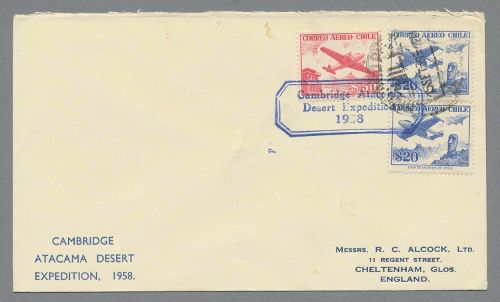 CORREO AEREO CHILE
$50
CORREO AEREO CHILE
$20
CORREO AEREO CHILE
$20
Cambridge Atac
Desert Expedition
1958
CAMBRIDGE
ATACAMA DESERT
EXPEDITION, 1958.
MESSRS. R. C. ALCOCK, LTD.
11 REGENT STREET,
CHELTENHAM, GLOS.
ENGLAND.